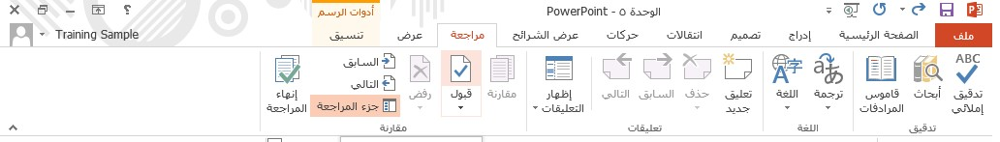 الوحدة ٥ - PowerPoint
أدوات الرسم
Training Sample
ملف
الصفحة الرئيسية
إدراج
تصميم
انتقالات
حركات
عرض الشرائح
مراجعة
عرض
تنسيق
تدقيق إملائي
أبحاث
قاموس المرادفات
ترجمة
اللغة
تعليق جديد
حذف
السابق
التالي
إظهار التعليقات
مقارنة
قبول
رفض
السابق
التالي
جزء المراجعة
إنهاء المراجعة
تدقيق
اللغة
تعليقات
مقارنة